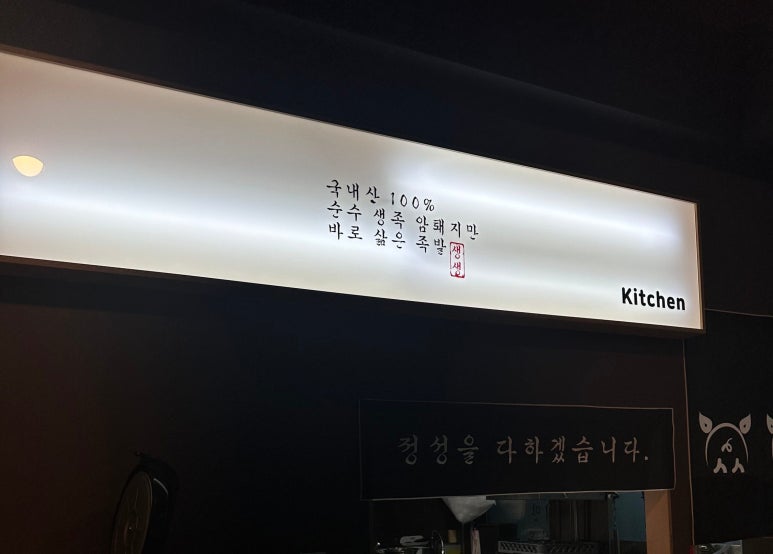 국내산 100%
순수 생족 암퇘지만
바로 삶은 족발
생생
Kitchen
정성을 다하겠습니다.